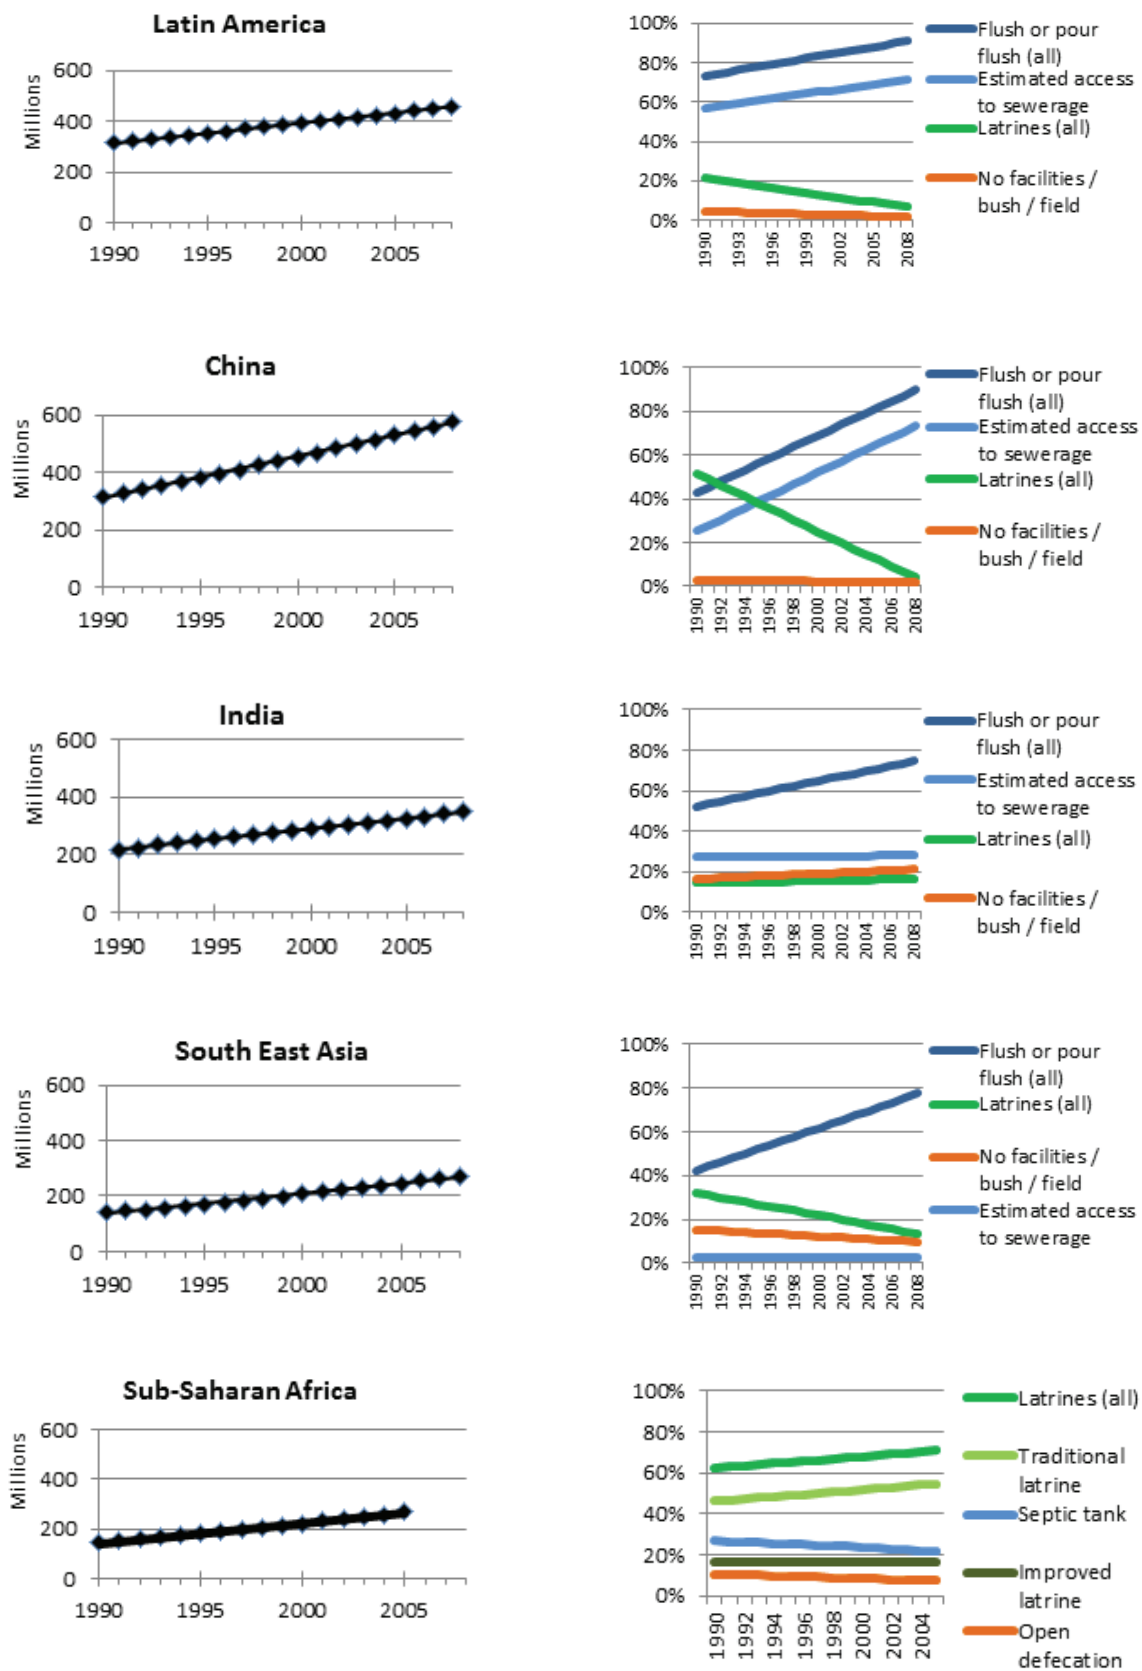 Latin America
Millions
600
400
200
0
1990
1995
2000
2005
100%
80%
60%
40%
20%
0%
1990
1993
1996
1999
2002
2005
2008
Flush or pour
flush (all)
Estimated access
to sewerage
Latrines (all)
No facilities /
bush / field
China
Millions
600
400
200
0
1990
1995
2000
2005
100%
80%
60%
40%
20%
0%
1990
1992
1994
1996
1998
2000
2002
2004
2006
2008
Flush or pour
flush (all)
Estimated access
to sewerage
Latrines (all)
No facilities /
bush / field
India
Millions
600
400
200
0
1990
1995
2000
2005
100%
80%
60%
40%
20%
0%
1990
1992
1994
1996
1998
2000
2002
2004
2006
2008
Flush or pour
flush (all)
Estimated access
to sewerage
Latrines (all)
No facilities /
bush / field
South East Asia
Millions
600
400
200
0
1990
1995
2000
2005
100%
80%
60%
40%
20%
0%
1990
1992
1994
1996
1998
2000
2002
2004
2006
2008
Flush or pour
flush (all)
Latrines (all)
No facilities /
bush / field
Estimated access
to sewerage
Sub-Saharan Africa
Millions
600
400
200
0
1990
1995
2000
2005
100%
80%
60%
40%
20%
0%
1990
1992
1994
1996
1998
2000
2002
2004
Latrines (all)
Traditional
latrine
Septic tank
Improved
latrine
Open
defecation